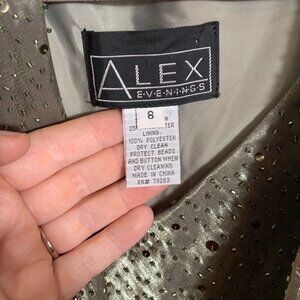 ALEX
EVENINGS
8
LINING:
100% POLYESTER
DRY CLEAN
PROTECT BEADS
AND BUTTON WHEN
DRY CLEANING
MADE IN CHINA
RN# 79283